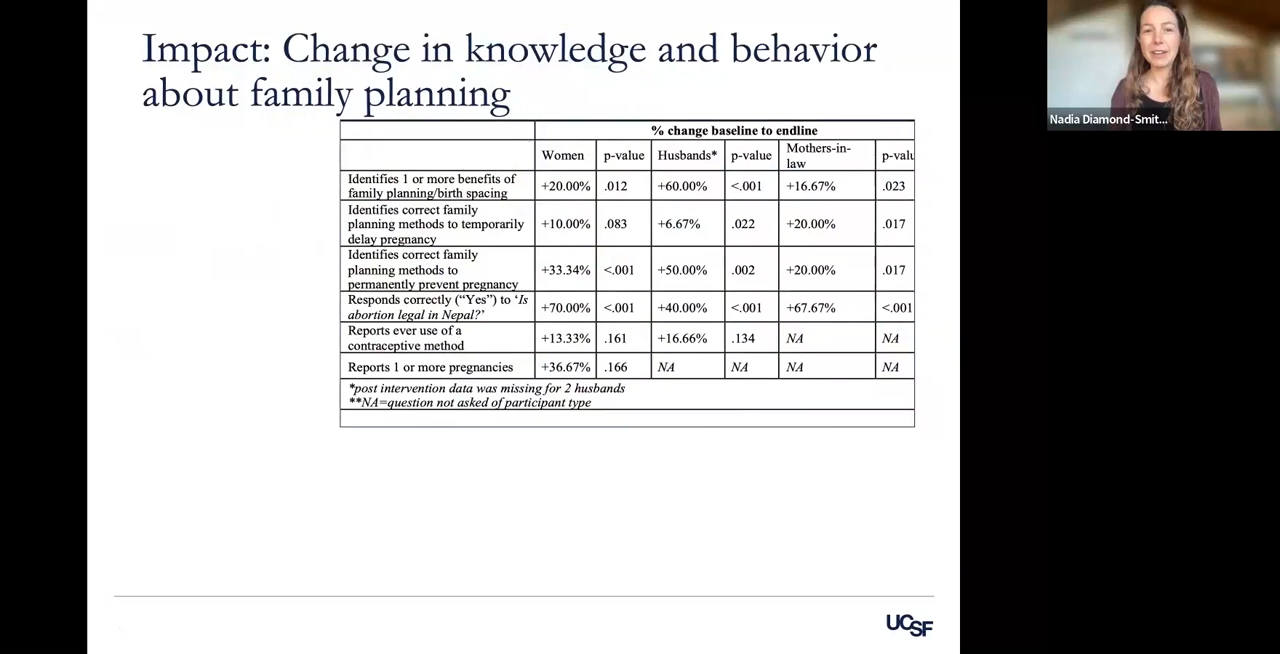 Impact: Change in knowledge and behavior
about family planning
% change baseline to endline
Women p-value Husbands* p-value Mothers-in-law p-valu
Identifies 1 or more benefits of
family planning/birth spacing
+20.00% .012 +60.00% <.001 +16.67% .023
Identifies correct family
planning methods to temporarily
delay pregnancy
+10.00% .083 +6.67% .022 +20.00% .017
Identifies correct family
planning methods to
permanently prevent pregnancy
+33.34% <.001 +50.00% .002 +20.00% .017
Responds correctly (“Yes”) to ‘Is
abortion legal in Nepal?’
+70.00% <.001 +40.00% <.001 +67.67% <.001
Reports ever use of a
contraceptive method
+13.33% .161 +16.66% .134 NA NA
Reports 1 or more pregnancies +36.67% .166 NA NA NA NA
*post intervention data was missing for 2 husbands
**NA=question not asked of participant type
UCSF
Nadia Diamond-Smit...